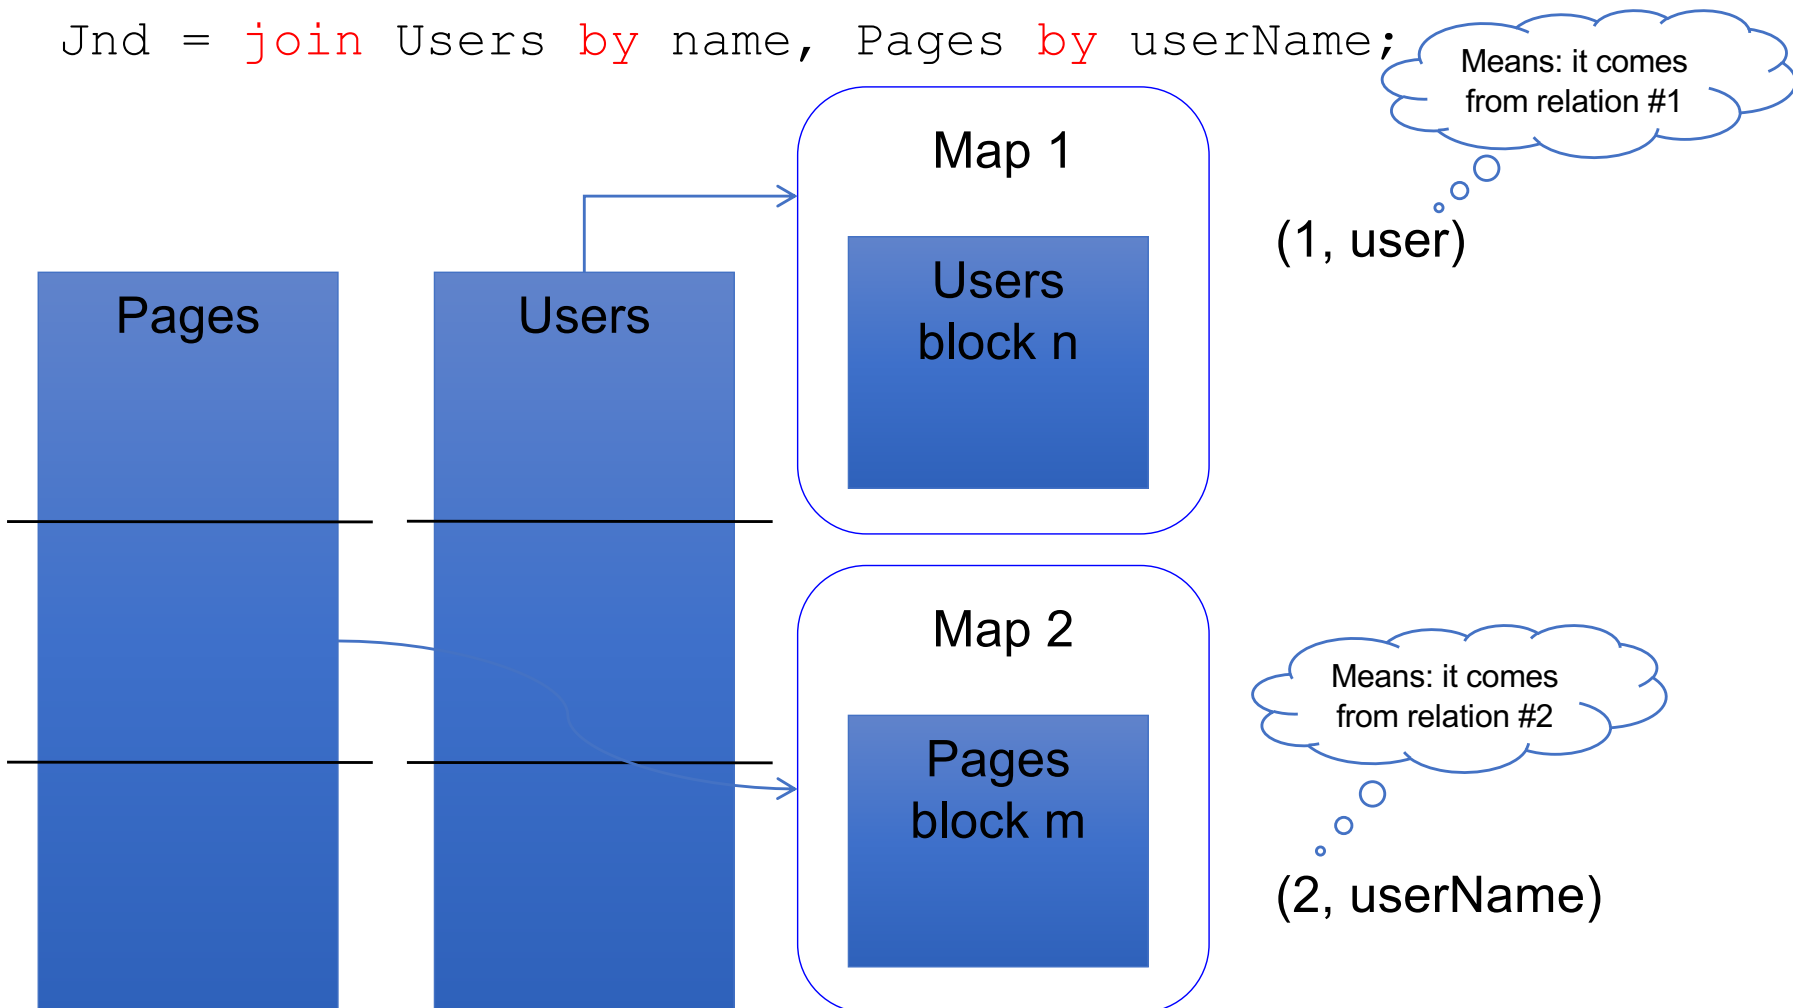 Jnd = join Users by name, Pages by userName;
Means: it comes
from relation #1
Map 1
(1, user)
Users
block n
Pages
Users
Map 2
Means: it comes
from relation #2
Pages
block m
(2, userName)